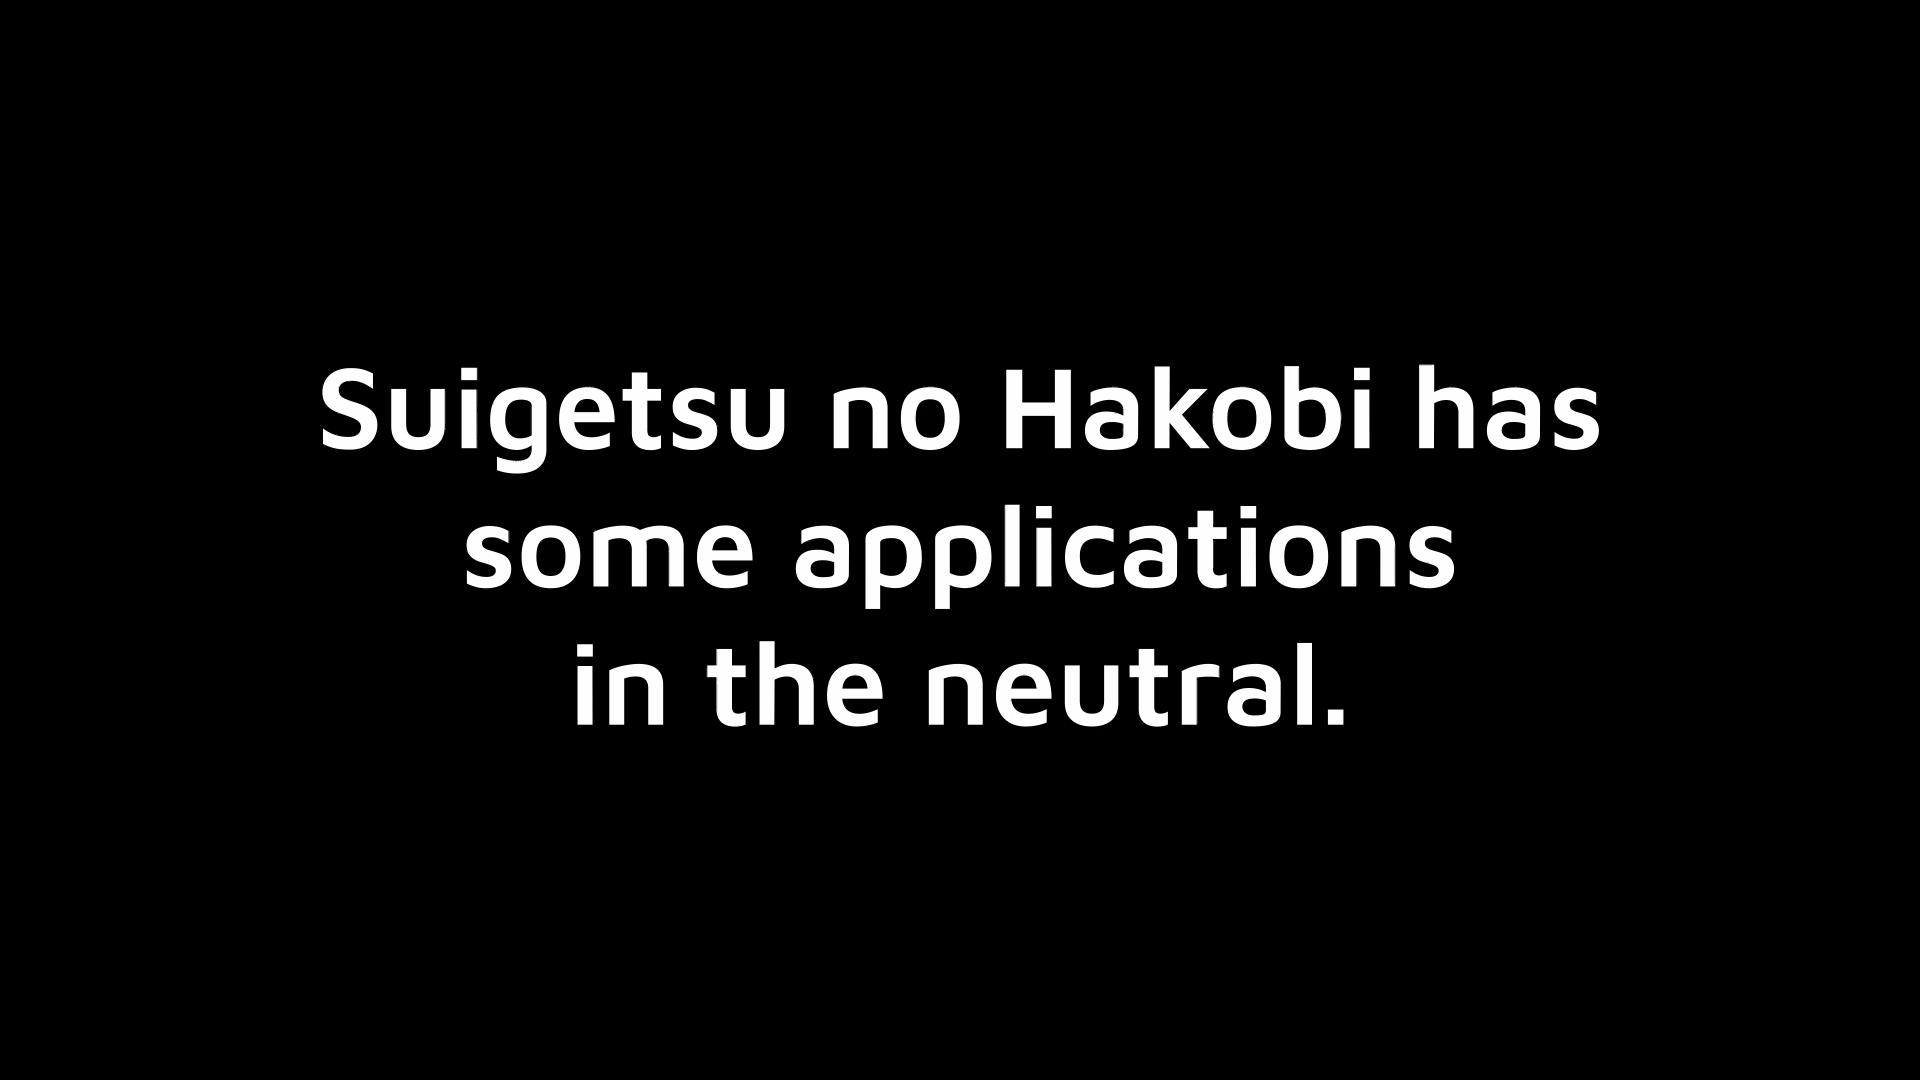 Suigetsu no Hakobi has
some applications
in the neutral.